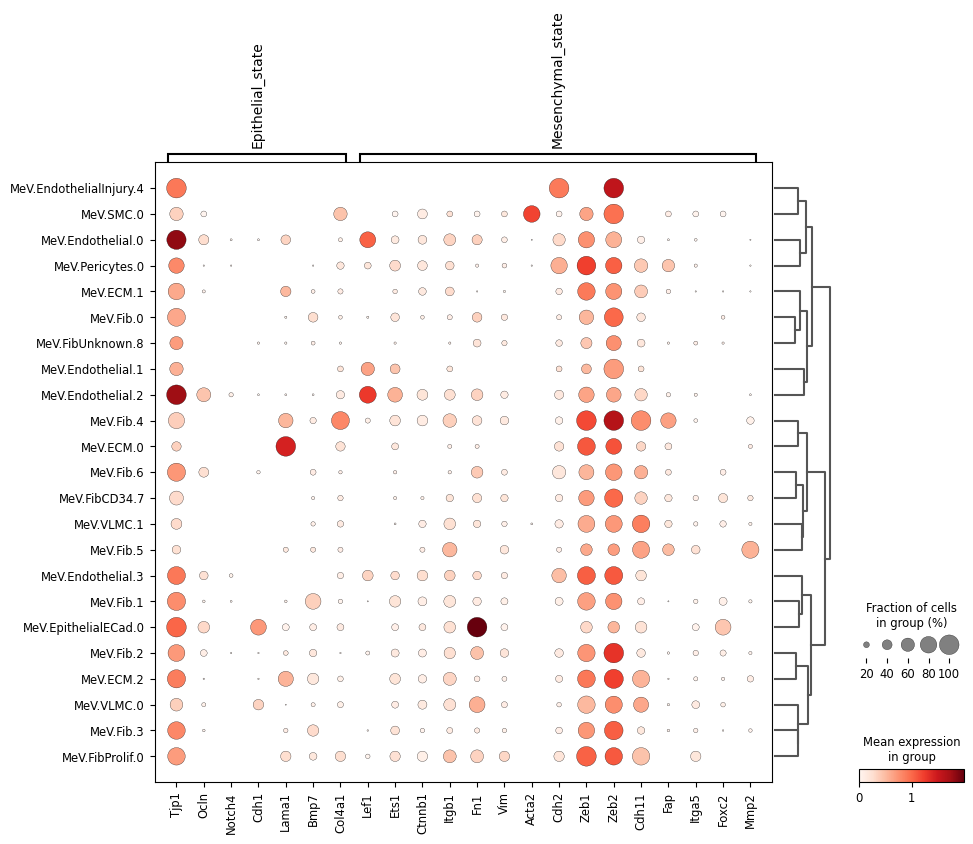 Epithelial_state
Mesenchymal_state
MeV.EndothelialInjury.4
MeV.SMC.0
MeV.Endothelial.0
MeV.Pericytes.0
MeV.ECM.1
MeV.Fib.0
MeV.FibUnknown.8
MeV.Endothelial.1
MeV.Endothelial.2
MeV.Fib.4
MeV.ECM.0
MeV.Fib.6
MeV.FibCD34.7
MeV.VLMC.1
MeV.Fib.5
MeV.Endothelial.3
MeV.Fib.1
MeV.EpithelialECad.0
MeV.Fib.2
MeV.ECM.2
MeV.VLMC.0
MeV.Fib.3
MeV.FibProlif.0
Tjp1
Ocln
Notch4
Cdh1
Lama1
Bmp7
Col4a1
Lef1
Ets1
Ctnnb1
Itgb1
Fn1
Vim
Acta2
Cdh2
Zeb1
Zeb2
Cdh11
Fap
Itga5
Foxc2
Mmp2
Fraction of cells
in group (%)
20 40 60 80 100
Mean expression
in group
0 1